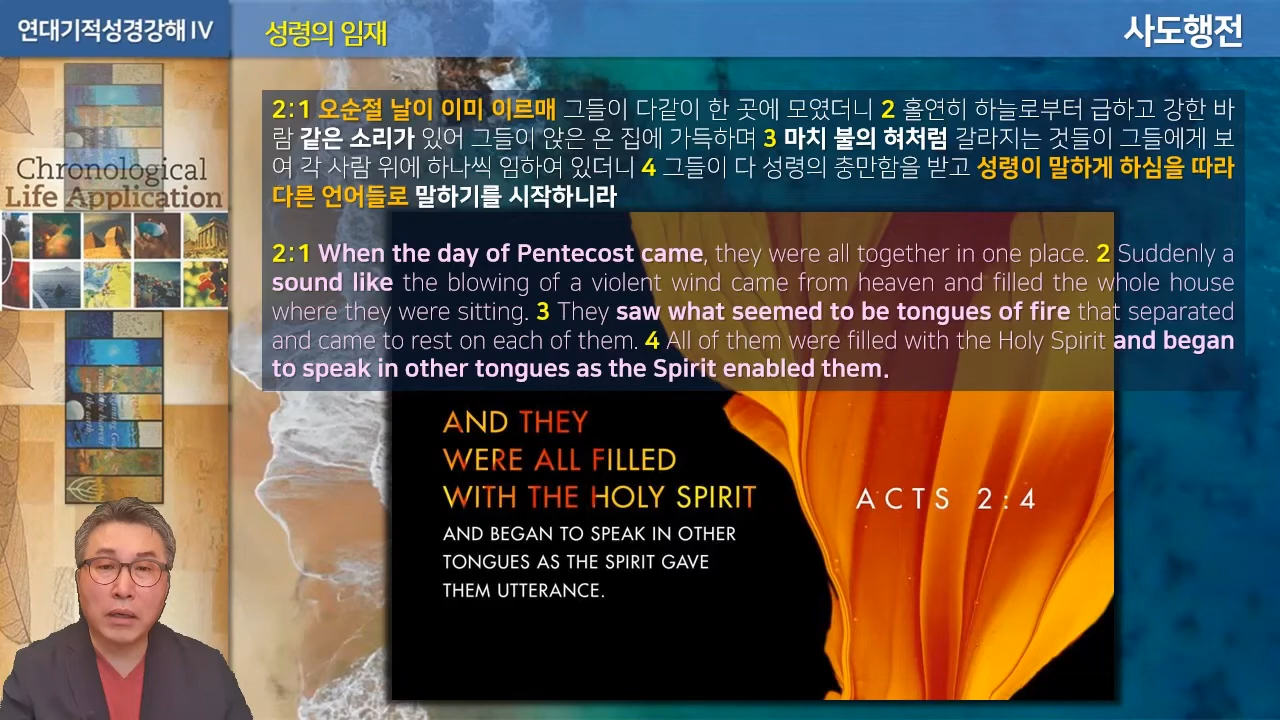 연대기적성경강해 IV
성령의 임재
사도행전
Chronological
Life Application
2:1 오순절 날이 이미 이르매 그들이 다같이 한 곳에 모였더니 2 홀연히 하늘로부터 급하고 강한 바
람 같은 소리가 있어 그들이 앉은 온 집에 가득하며 3 마치 불의 혀처럼 갈라지는 것들이 그들에게 보
여 각 사람 위에 하나씩 임하여 있더니 4 그들이 다 성령의 충만함을 받고 성령이 말하게 하심을 따라
다른 언어들로 말하기를 시작하니라
2:1 When the day of Pentecost came, they were all together in one place. 2 Suddenly a
sound like the blowing of a violent wind came from heaven and filled the whole house
where they were sitting. 3 They saw what seemed to be tongues of fire that separated
and came to rest on each of them. 4 All of them were filled with the Holy Spirit and began
to speak in other tongues as the Spirit enabled them.
AND THEY
WERE ALL FILLED
WITH THE HOLY SPIRIT
AND BEGAN TO SPEAK IN OTHER
TONGUES AS THE SPIRIT GAVE
THEM UTTERANCE.
ACTS 2:4